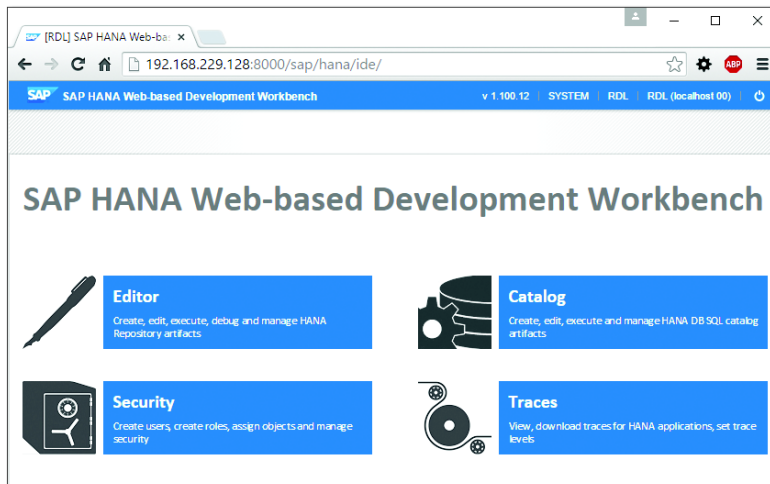 [RDL] SAP HANA Web-ba
192.168.229.128:8000/sap/hana/ide/
ABP
SAP SAP HANA Web-based Development Workbench v 1.100.12 | SYSTEM | RDL | RDL (localhost 00) |
SAP HANA Web-based Development Workbench
Editor
Create, edit, execute, debug and manage HANA
Repository artifacts
Catalog
Create, edit, execute and manage HANA DB SQL catalog
artifacts
Security
Create users, create roles, assign objects and manage
security
Traces
View, download traces for HANA applications, set trace
levels